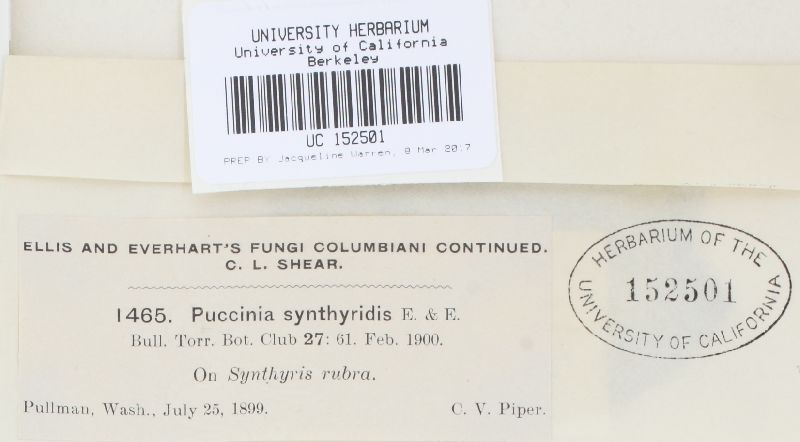 UNIVERSITY HERBARIUM
University of California
Berkeley
UC 152501
PREP BY Jacqueline Warren, 8 Mar 2017
ELLIS AND EVERHART'S FUNGI COLUMBIANI CONTINUED.
C. L. SHEAR.
1465. Puccinia synthyridis E. & E.
Bull. Torr. Bot. Club 27: 61. Feb. 1900.
On Synthyris rubra.
Pullman, Wash., July 25, 1899. C. V. Piper.
HERBARIUM OF THE
152501
UNIVERSITY OF CALIFORNIA